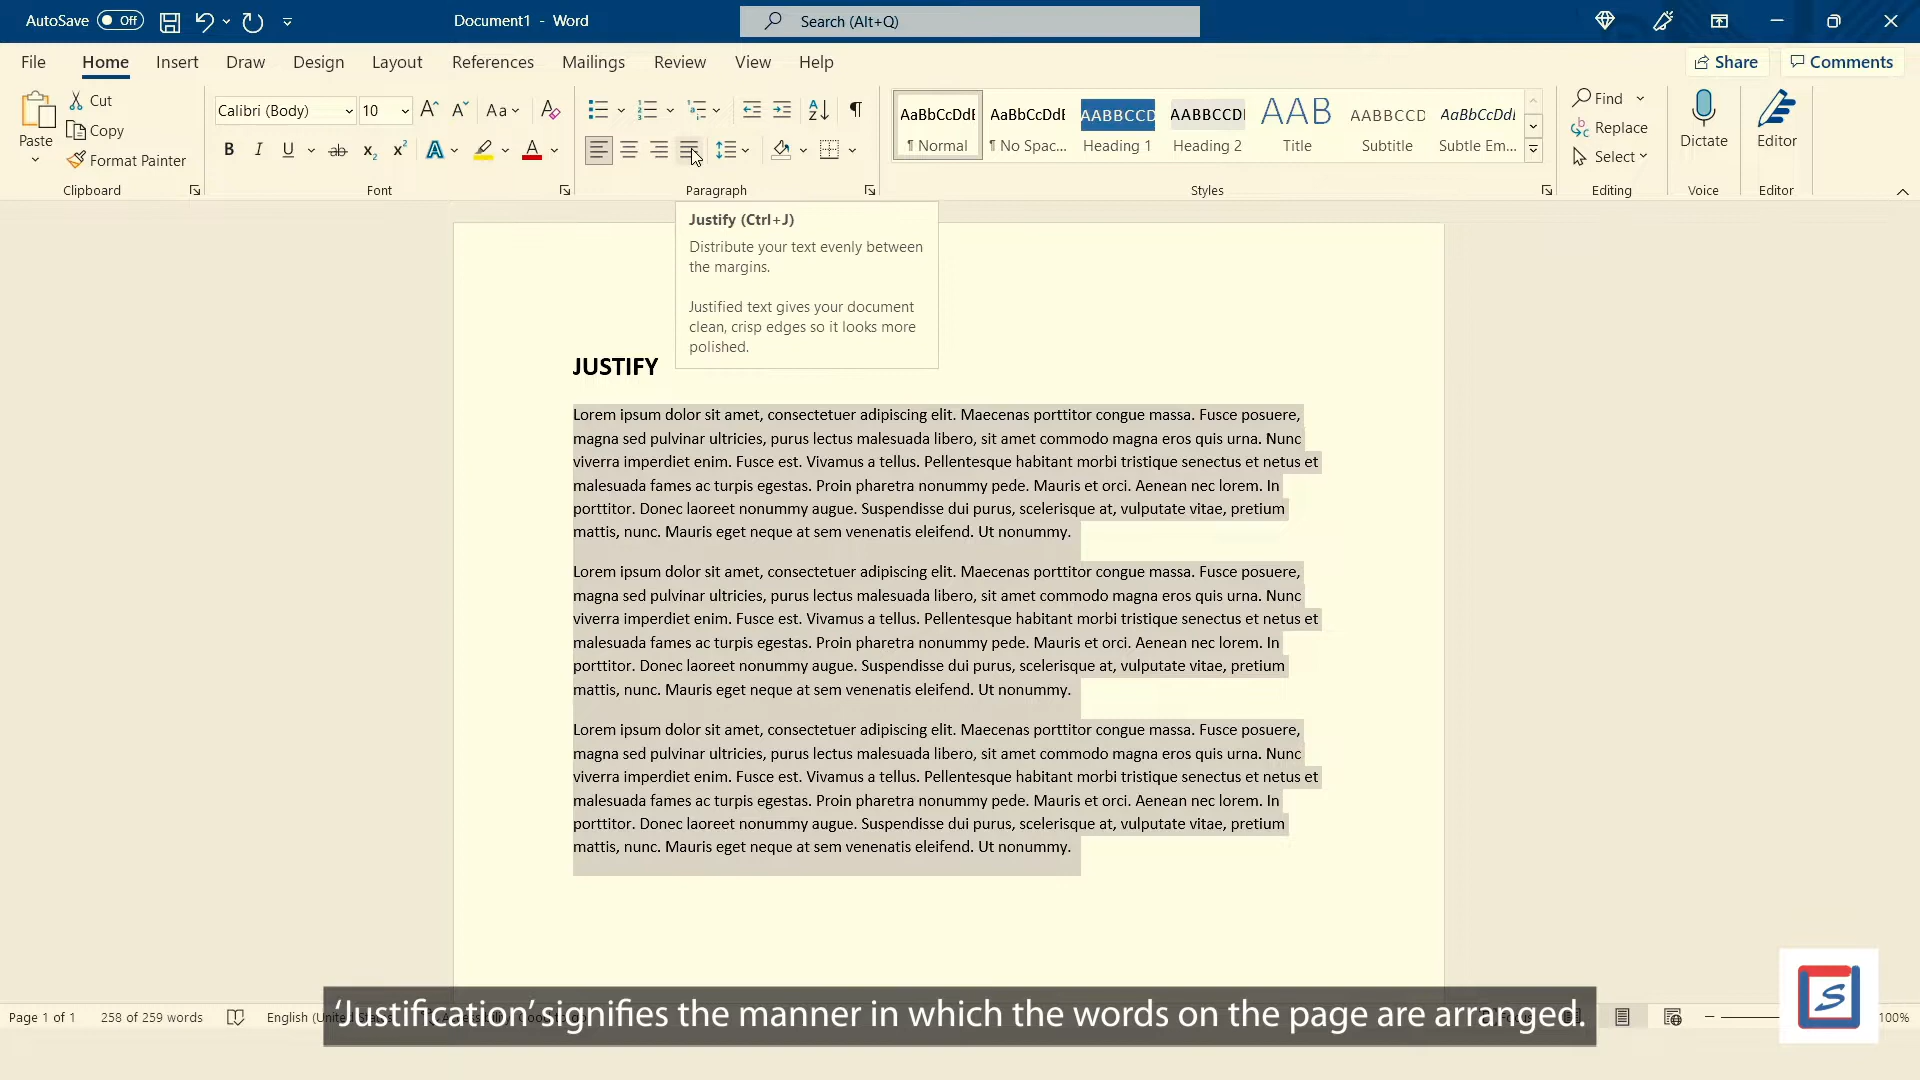 AutoSave Off Document1 - Word Search (Alt+Q)
File Home Insert Draw Design Layout References Mailings Review View Help Share Comments
Paste
Cut
Copy
Format Painter
Clipboard
Calibri (Body) 10
Font
Paragraph
AaBbCcDdE AaBbCcDdE AABBCCD AABBCCDI AAB AABBCCD AaBbCcDdE
¶ Normal ¶ No Spac... Heading 1 Heading 2 Title Subtitle Subtle Em...
Styles
Find
Replace
Select
Editing
Dictate
Voice
Editor
Editor
Justify (Ctrl+J)
Distribute your text evenly between
the margins.
Justified text gives your document
clean, crisp edges so it looks more
polished.
JUSTIFY
Lorem ipsum dolor sit amet, consectetuer adipiscing elit. Maecenas porttitor congue massa. Fusce posuere,
magna sed pulvinar ultricies, purus lectus malesuada libero, sit amet commodo magna eros quis urna. Nunc
viverra imperdiet enim. Fusce est. Vivamus a tellus. Pellentesque habitant morbi tristique senectus et netus et
malesuada fames ac turpis egestas. Proin pharetra nonummy pede. Mauris et orci. Aenean nec lorem. In
porttitor. Donec laoreet nonummy augue. Suspendisse dui purus, scelerisque at, vulputate vitae, pretium
mattis, nunc. Mauris eget neque at sem venenatis eleifend. Ut nonummy.
Lorem ipsum dolor sit amet, consectetuer adipiscing elit. Maecenas porttitor congue massa. Fusce posuere,
magna sed pulvinar ultricies, purus lectus malesuada libero, sit amet commodo magna eros quis urna. Nunc
viverra imperdiet enim. Fusce est. Vivamus a tellus. Pellentesque habitant morbi tristique senectus et netus et
malesuada fames ac turpis egestas. Proin pharetra nonummy pede. Mauris et orci. Aenean nec lorem. In
porttitor. Donec laoreet nonummy augue. Suspendisse dui purus, scelerisque at, vulputate vitae, pretium
mattis, nunc. Mauris eget neque at sem venenatis eleifend. Ut nonummy.
Lorem ipsum dolor sit amet, consectetuer adipiscing elit. Maecenas porttitor congue massa. Fusce posuere,
magna sed pulvinar ultricies, purus lectus malesuada libero, sit amet commodo magna eros quis urna. Nunc
viverra imperdiet enim. Fusce est. Vivamus a tellus. Pellentesque habitant morbi tristique senectus et netus et
malesuada fames ac turpis egestas. Proin pharetra nonummy pede. Mauris et orci. Aenean nec lorem. In
porttitor. Donec laoreet nonummy augue. Suspendisse dui purus, scelerisque at, vulputate vitae, pretium
mattis, nunc. Mauris eget neque at sem venenatis eleifend. Ut nonummy.
‘Justification’ signifies the manner in which the words on the page are arranged.
Page 1 of 1 258 of 259 words English 100%